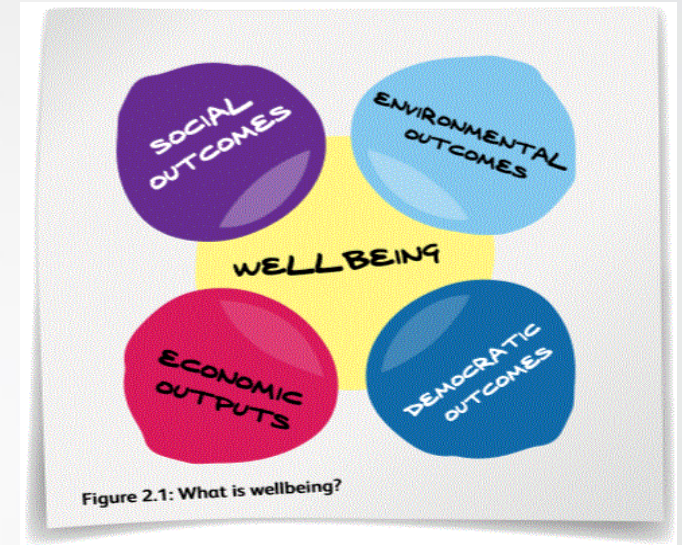 SOCIAL
OUTCOMES
ENVIRONMENTAL
OUTCOMES
WELLBEING
ECONOMIC
OUTPUTS
DEMOCRATIC
OUTCOMES
Figure 2.1: What is wellbeing?